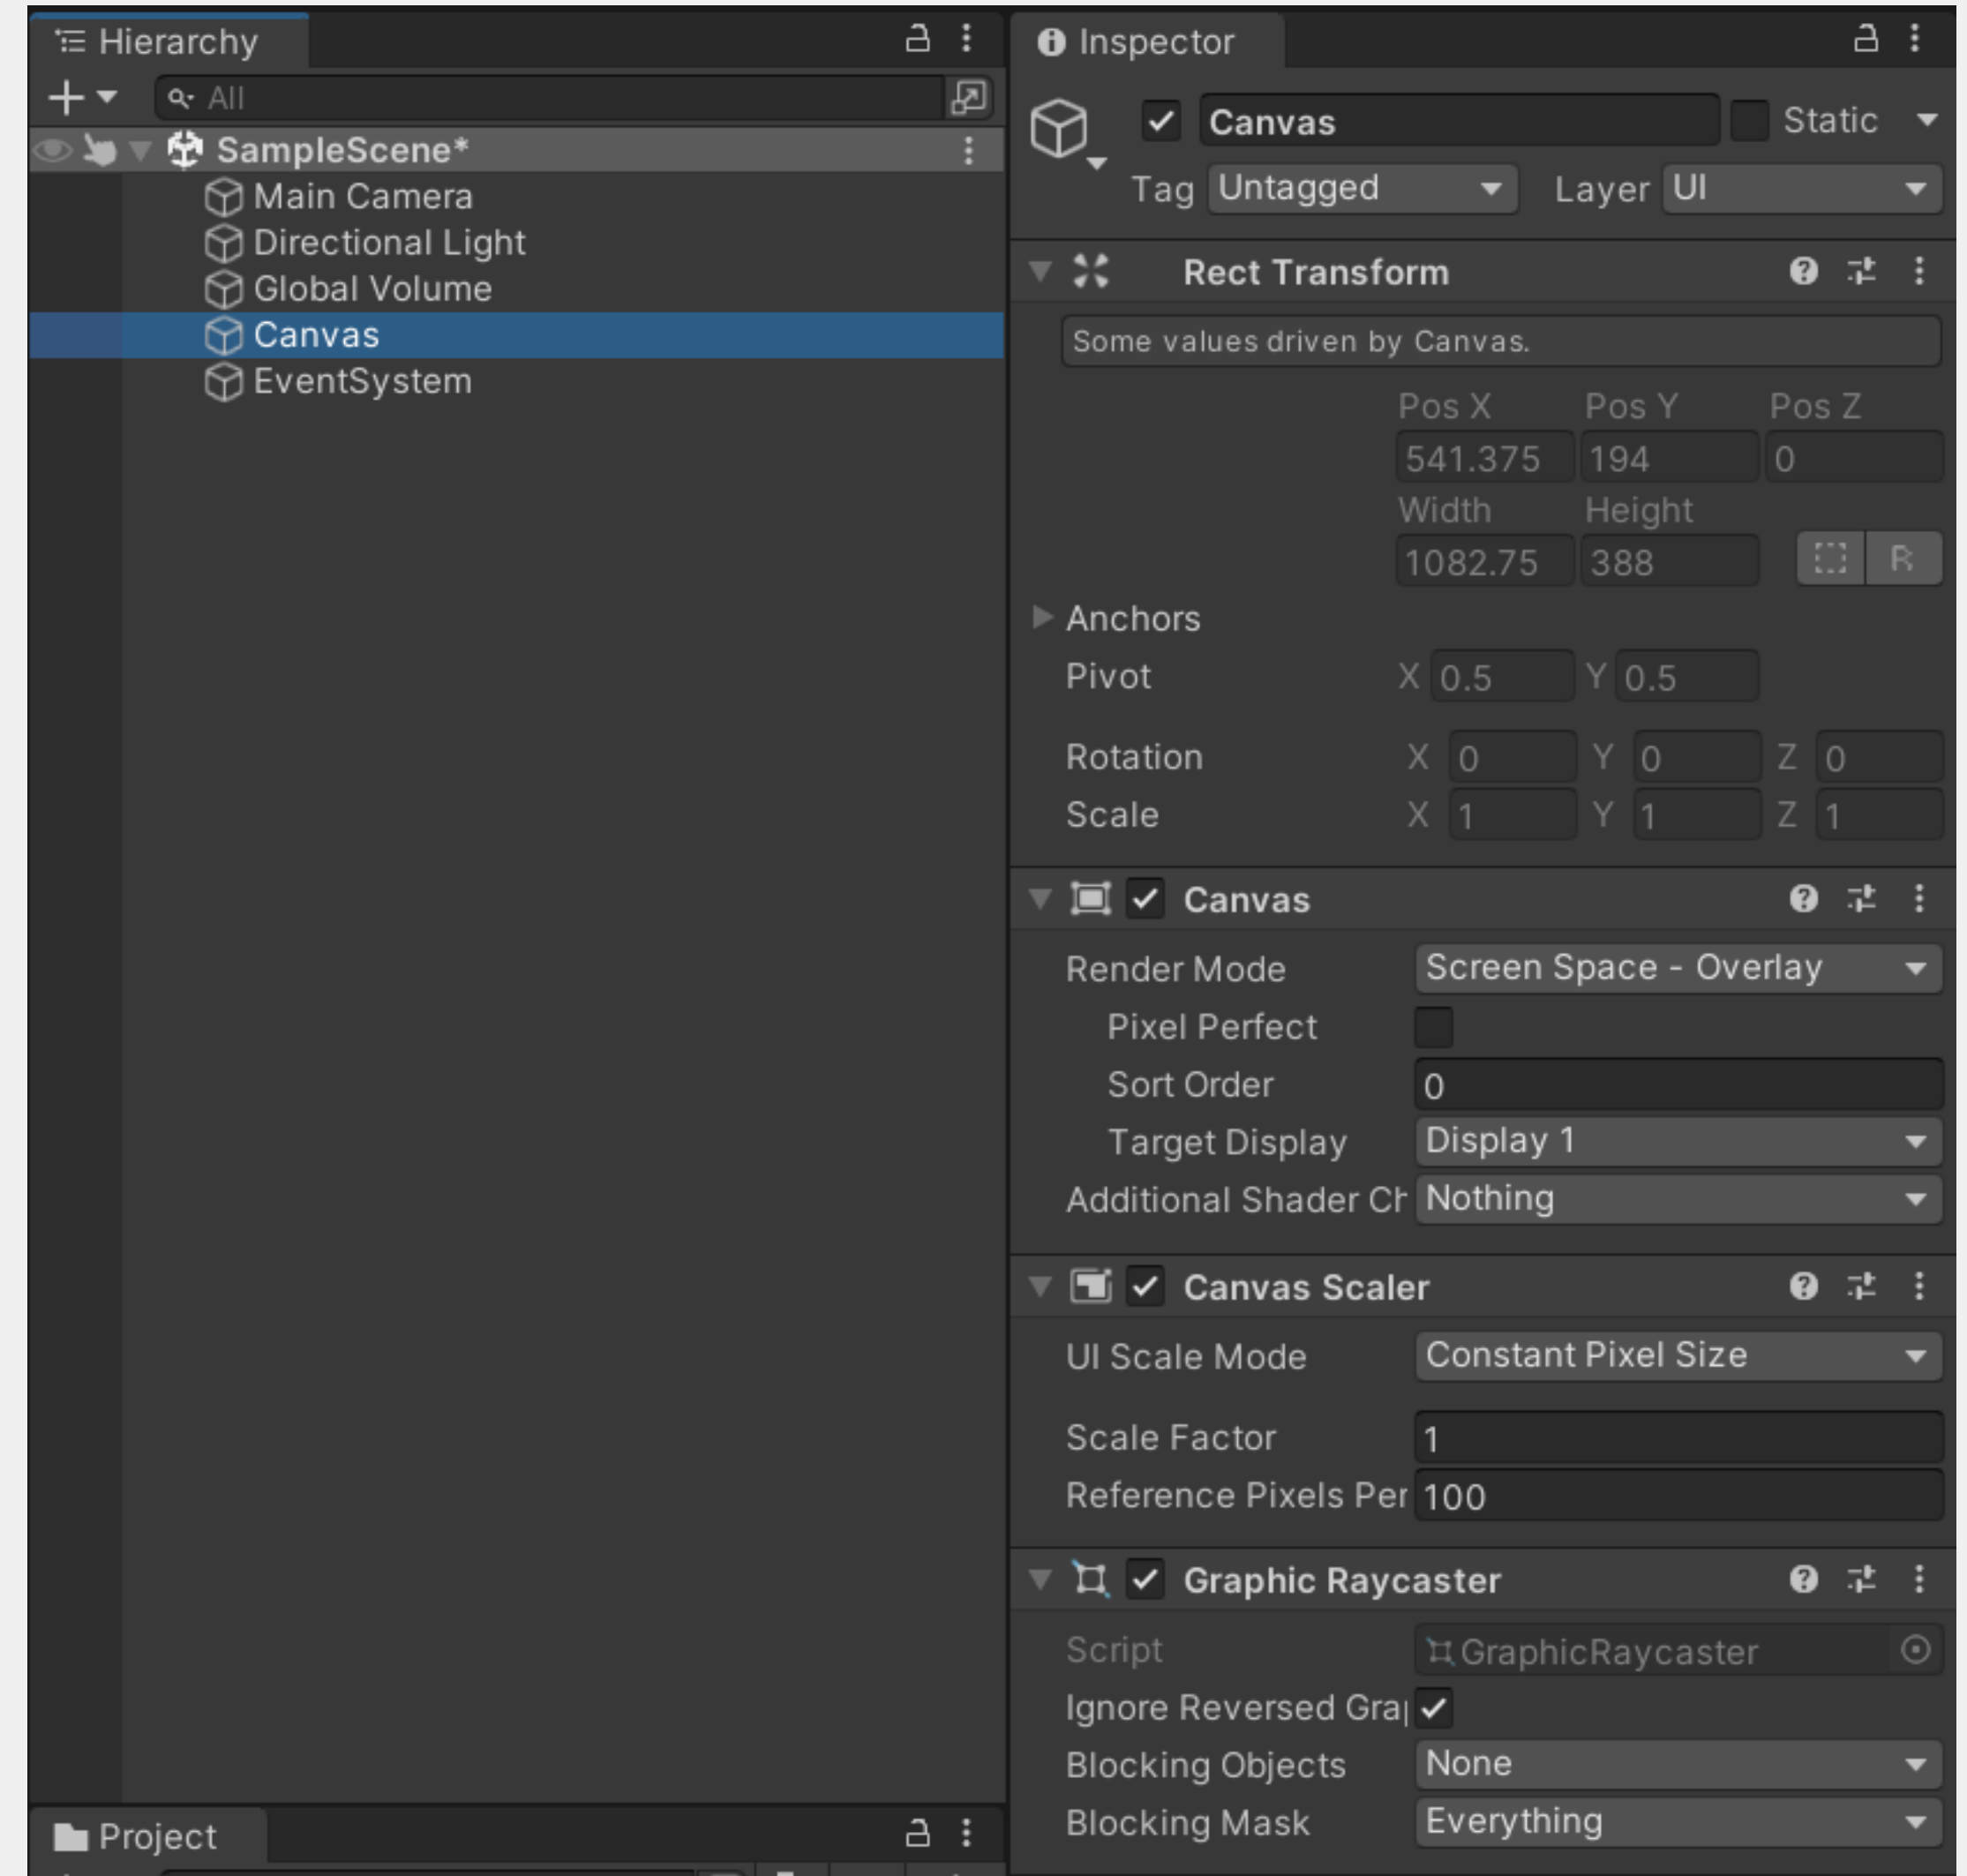 Hierarchy
All
SampleScene*
Main Camera
Directional Light
Global Volume
Canvas
EventSystem
Project
Inspector
Canvas Static
Tag Untagged Layer UI
Rect Transform
Some values driven by Canvas.
Pos X Pos Y Pos Z
541.375 194 0
Width Height
1082.75 388 R
Anchors
Pivot X 0.5 Y 0.5
Rotation X 0 Y 0 Z 0
Scale X 1 Y 1 Z 1
Canvas
Render Mode Screen Space - Overlay
Pixel Perfect
Sort Order 0
Target Display Display 1
Additional Shader Ch Nothing
Canvas Scaler
UI Scale Mode Constant Pixel Size
Scale Factor 1
Reference Pixels Per 100
Graphic Raycaster
Script GraphicRaycaster
Ignore Reversed Grap
Blocking Objects None
Blocking Mask Everything